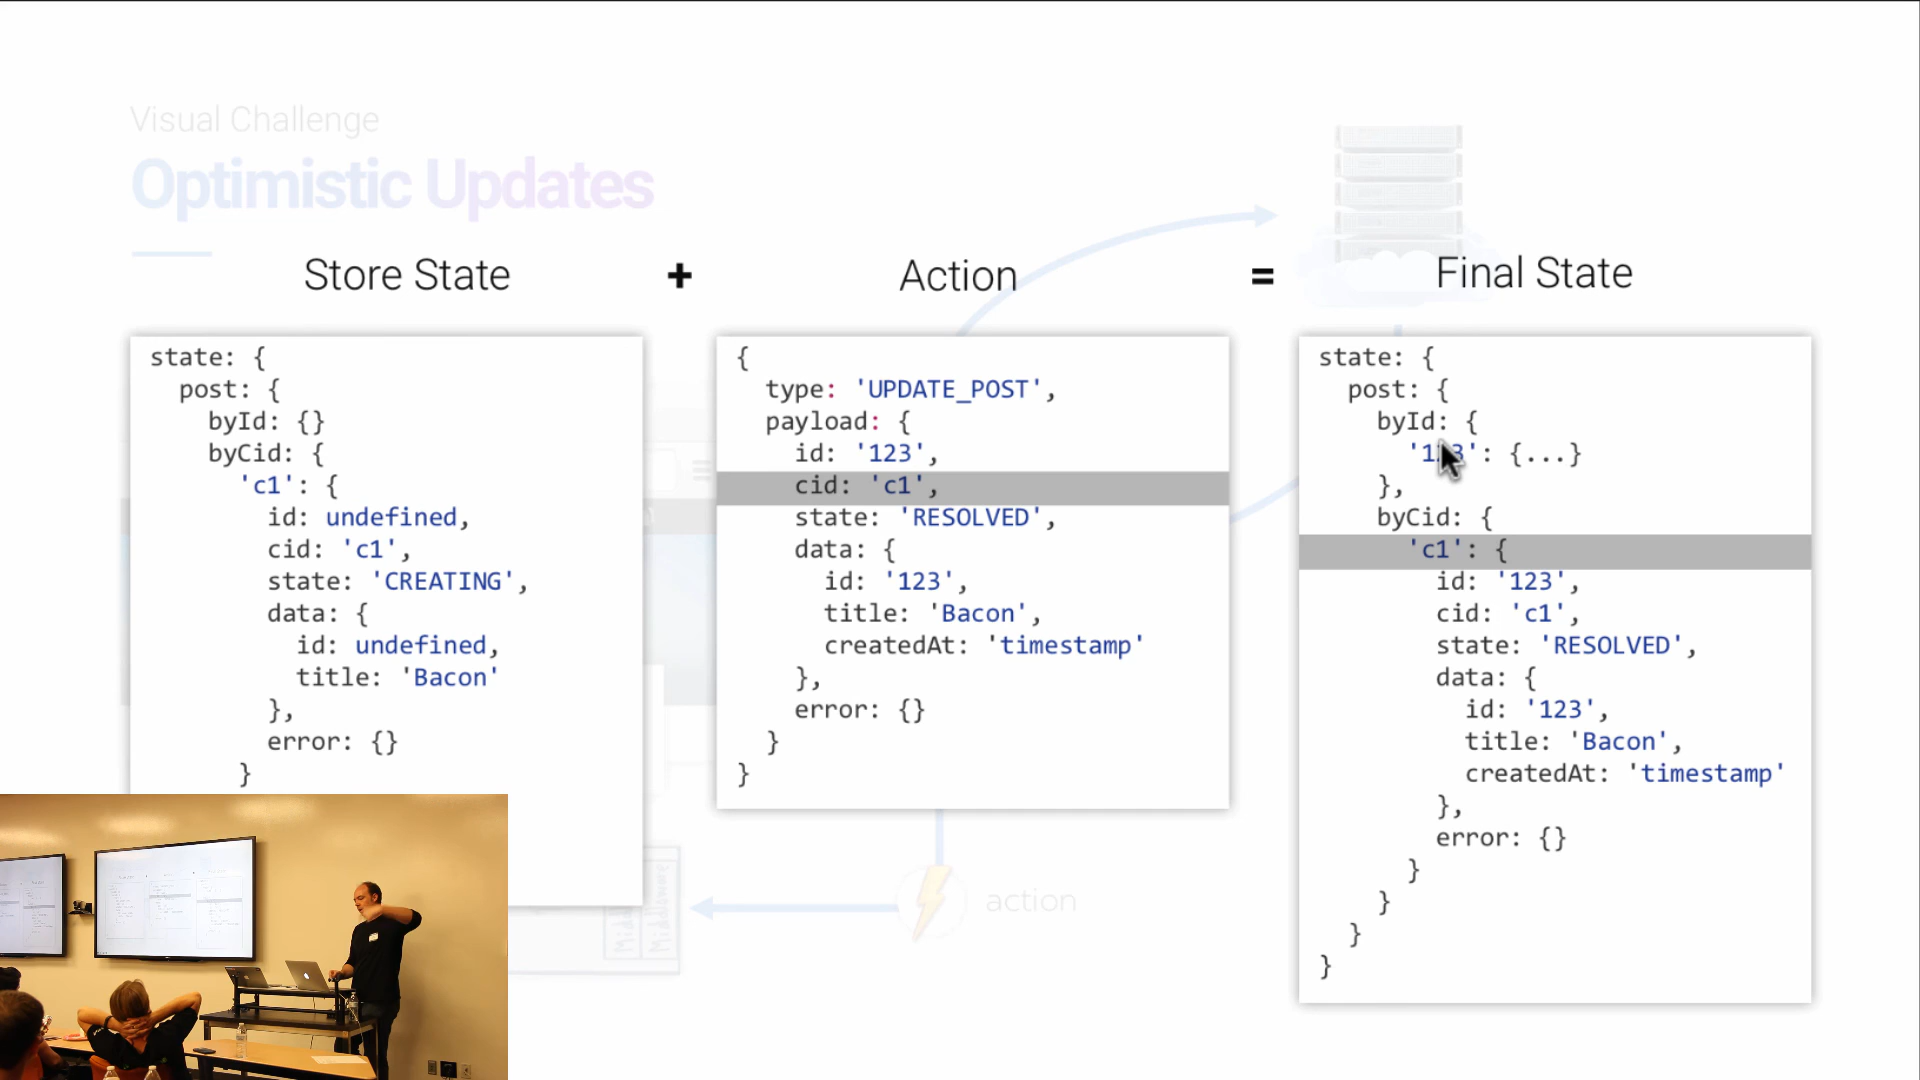 Visual Challenge
Optimistic Updates
Store State
+
Action
=
Final State
state: {
post: {
byId: {}
byCid: {
'c1': {
id: undefined,
cid: 'c1',
state: 'CREATING',
data: {
id: undefined,
title: 'Bacon'
},
error: {}
}
{
type: 'UPDATE_POST',
payload: {
id: '123',
cid: 'c1',
state: 'RESOLVED',
data: {
id: '123',
title: 'Bacon',
createdAt: 'timestamp'
},
error: {}
}
}
state: {
post: {
byId: {
'123': {...}
},
byCid: {
'c1': {
id: '123',
cid: 'c1',
state: 'RESOLVED',
data: {
id: '123',
title: 'Bacon',
createdAt: 'timestamp'
},
error: {}
}
}
}
}
Middleware
action